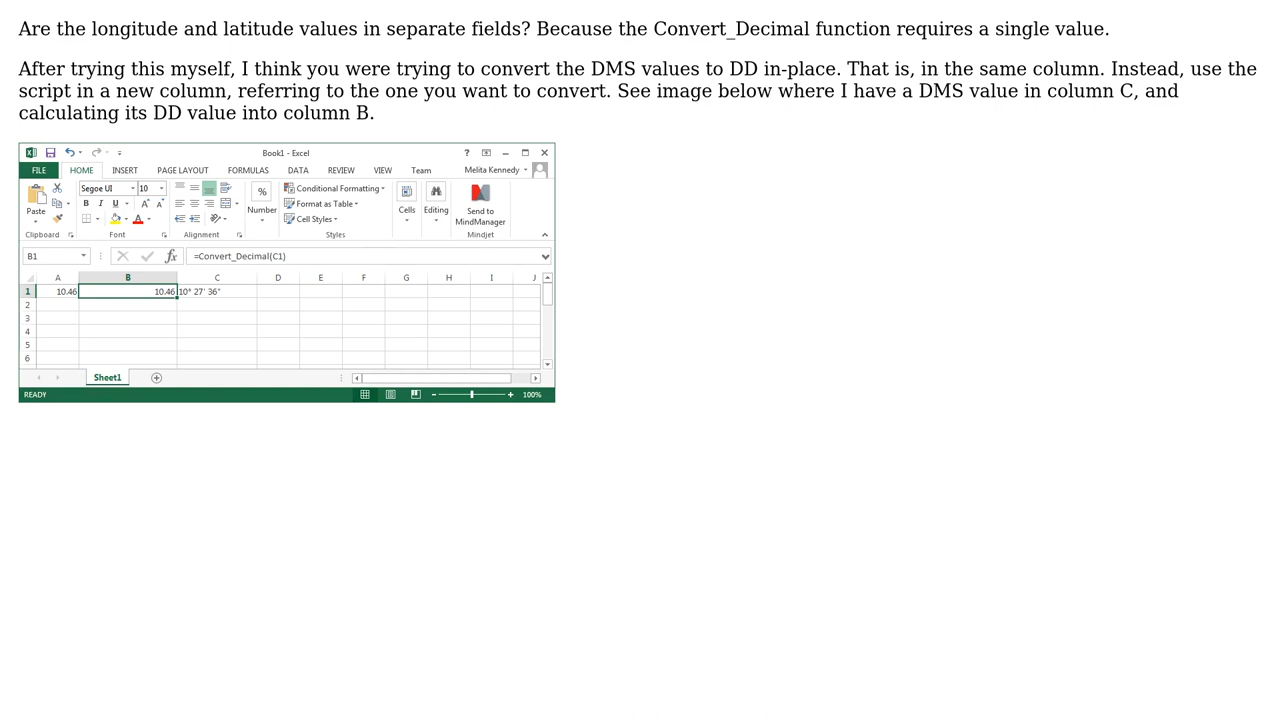 Are the longitude and latitude values in separate fields? Because the Convert_Decimal function requires a single value.
After trying this myself, I think you were trying to convert the DMS values to DD in-place. That is, in the same column. Instead, use the
script in a new column, referring to the one you want to convert. See image below where I have a DMS value in column C, and
calculating its DD value into column B.
Book1 - Excel
FILE HOME INSERT PAGE LAYOUT FORMULAS DATA REVIEW VIEW Team Melita Kennedy
Segoe UI 10 % Conditional Formatting
B I U A A Format as Table
Paste Number Cells Editing Send to
A Cell Styles MindManager
Clipboard Font Alignment Styles Mindjet
B1 fx =Convert_Decimal(C1)
A B C D E F G H I J
1 10.46 10.46 10° 27' 36"
2
3
4
5
6
Sheet1
READY 100%